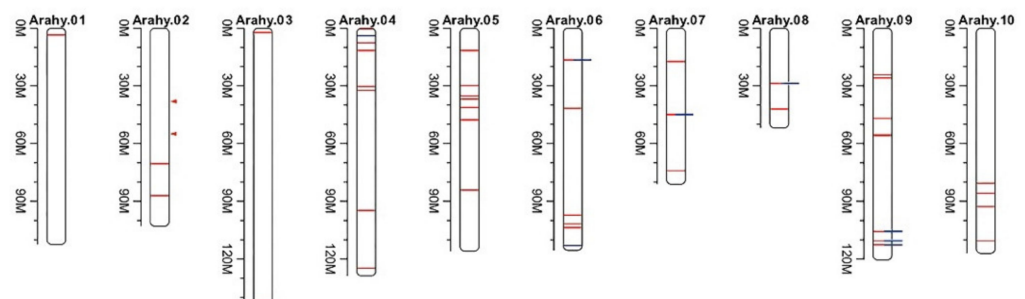 Arahy.01 Arahy.02 Arahy.03 Arahy.04 Arahy.05 Arahy.06 Arahy.07 Arahy.08 Arahy.09 Arahy.10
0M 0M 0M 0M 0M 0M 0M 0M 0M 0M
30M 30M 30M 30M 30M 30M 30M 30M 30M 30M
60M 60M 60M 60M 60M 60M 60M 60M 60M
90M 90M 90M 90M 90M 90M 90M 90M
120M 120M 120M